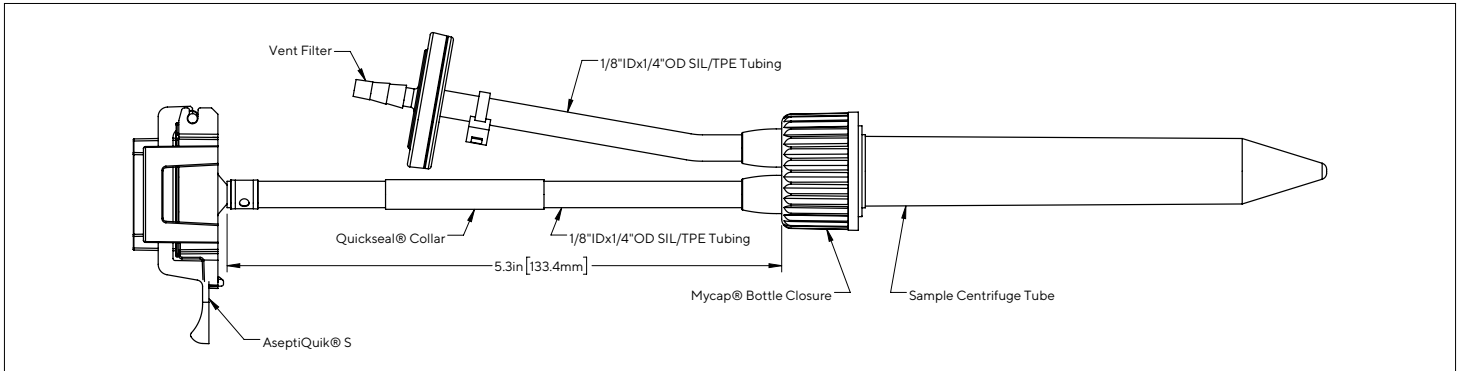 Vent Filter
1/8"IDx1/4"OD SIL/TPE Tubing
Quickseal® Collar
1/8"IDx1/4"OD SIL/TPE Tubing
5.3in[133.4mm]
Mycap® Bottle Closure
Sample Centrifuge Tube
AseptiQuik® S